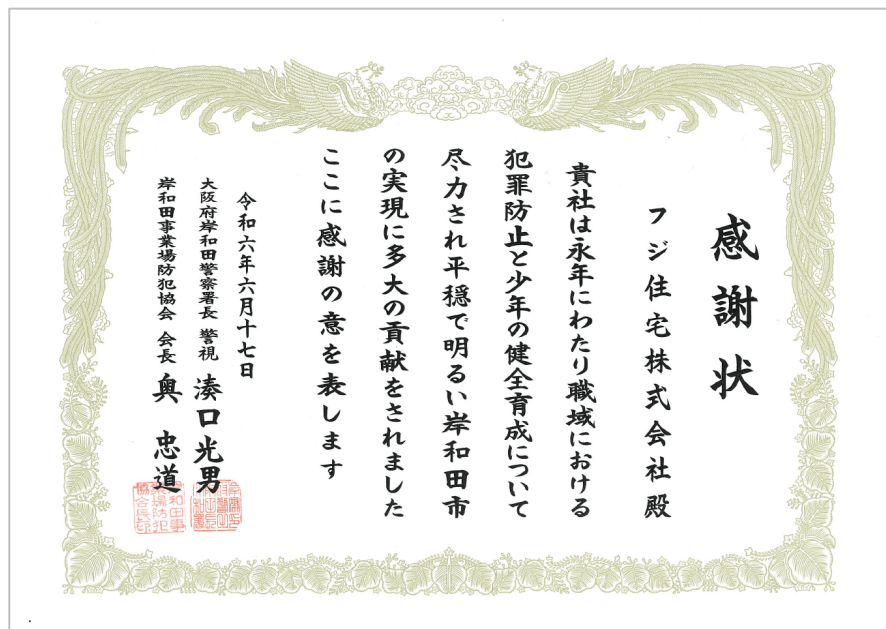 感謝状
フジ住宅株式会社殿
貴社は永年にわたり職域における
犯罪防止と少年の健全育成について
尽力され平穏で明るい岸和田市
の実現に多大の貢献をされました
ここに感謝の意を表します
令和六年六月十七日
大阪府岸和田警察署長 警視 湊口光男
岸和田事業場防犯協会 会長 奥 忠道